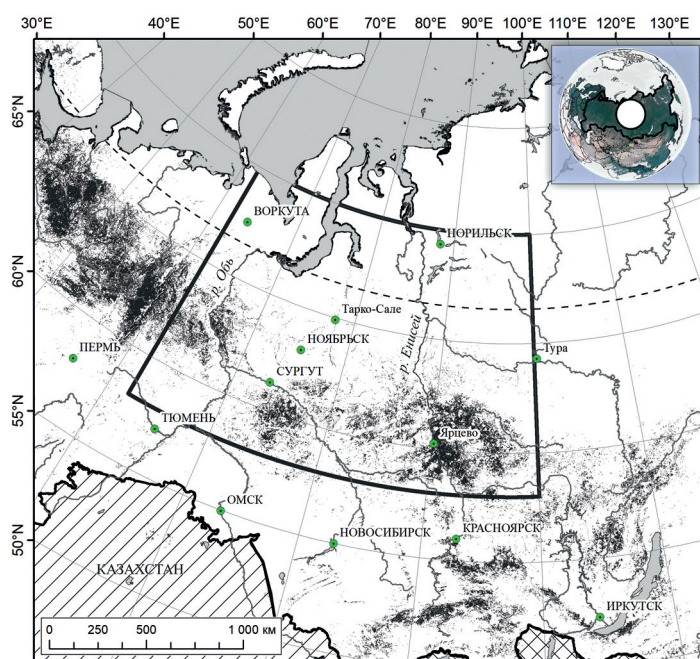 30°E 40°E 50°E 60°E 70°E 80°E 90°E 100°E 110°E 120°E 130°E
65°N
60°N
55°N
50°N
ВОРКУТА
НОРИЛЬСК
р. Обь
Тарко-Сале
р. Енисей
НОЯБРЬСК
Тура
ПЕРМЬ
СУРГУТ
ТЮМЕНЬ
Ярцево
ОМСК
НОВОСИБИРСК
КРАСНОЯРСК
КАЗАХСТАН
ИРКУТСК
0 250 500 1 000 км